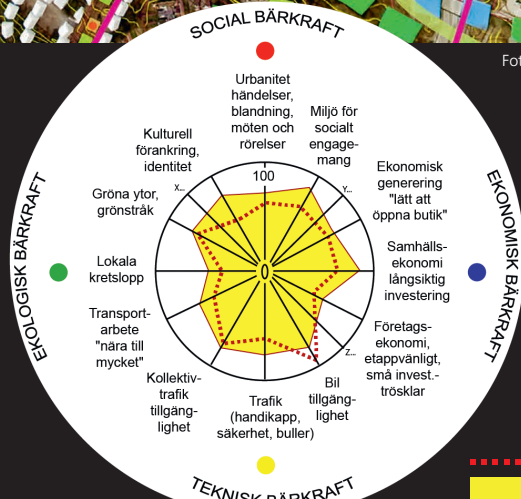 SOCIAL BÄRKRAFT
Fot
Urbanitet
händelser,
blandning,
möten och
rörelser
Miljö för
socialt
engage-
mang
Kulturell
förankring,
identitet
Ekonomisk
generering
"lätt att
öppna butik"
100
X...
Y...
Gröna ytor,
grönstråk
EKOLOGISK BÄRKRAFT
EKONOMISK BÄRKRAFT
Samhälls-
ekonomi
långsiktig
investering
Lokala
kretslopp
0
Transport-
arbete
"nära till
mycket"
Företags-
ekonomi,
etappvänligt,
små invest.-
trösklar
Z...
Kollektiv-
trafik
tillgäng-
lighet
Trafik
(handikapp,
säkerhet, buller)
Bil
tillgäng-
lighet
TEKNISK BÄRKRAFT